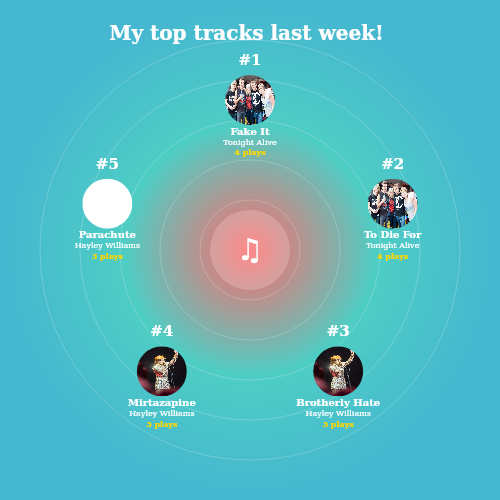 My top tracks last week!
#1
Fake It
Tonight Alive
4 plays
#2
To Die For
Tonight Alive
4 plays
#3
Brotherly Hate
Hayley Williams
3 plays
#4
Mirtazapine
Hayley Williams
3 plays
#5
Parachute
Hayley Williams
3 plays